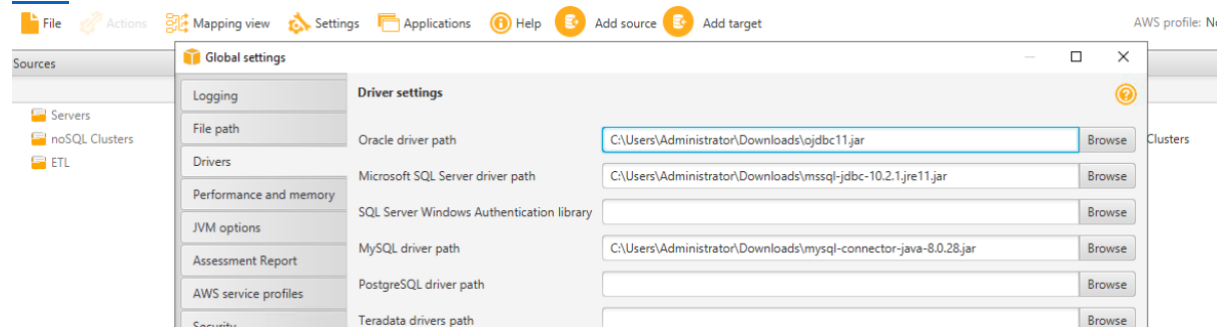 File Actions Mapping view Settings Applications Help Add source Add target AWS profile: No
Sources
Servers
noSQL Clusters
ETL
Global settings
Logging
File path
Drivers
Performance and memory
JVM options
Assessment Report
AWS service profiles
Security
Driver settings
Oracle driver path C:\Users\Administrator\Downloads\ojdbc11.jar Browse
Microsoft SQL Server driver path C:\Users\Administrator\Downloads\mssql-jdbc-10.2.1.jre11.jar Browse
SQL Server Windows Authentication library Browse
MySQL driver path C:\Users\Administrator\Downloads\mysql-connector-java-8.0.28.jar Browse
PostgreSQL driver path Browse
Teradata drivers path Browse
Clusters